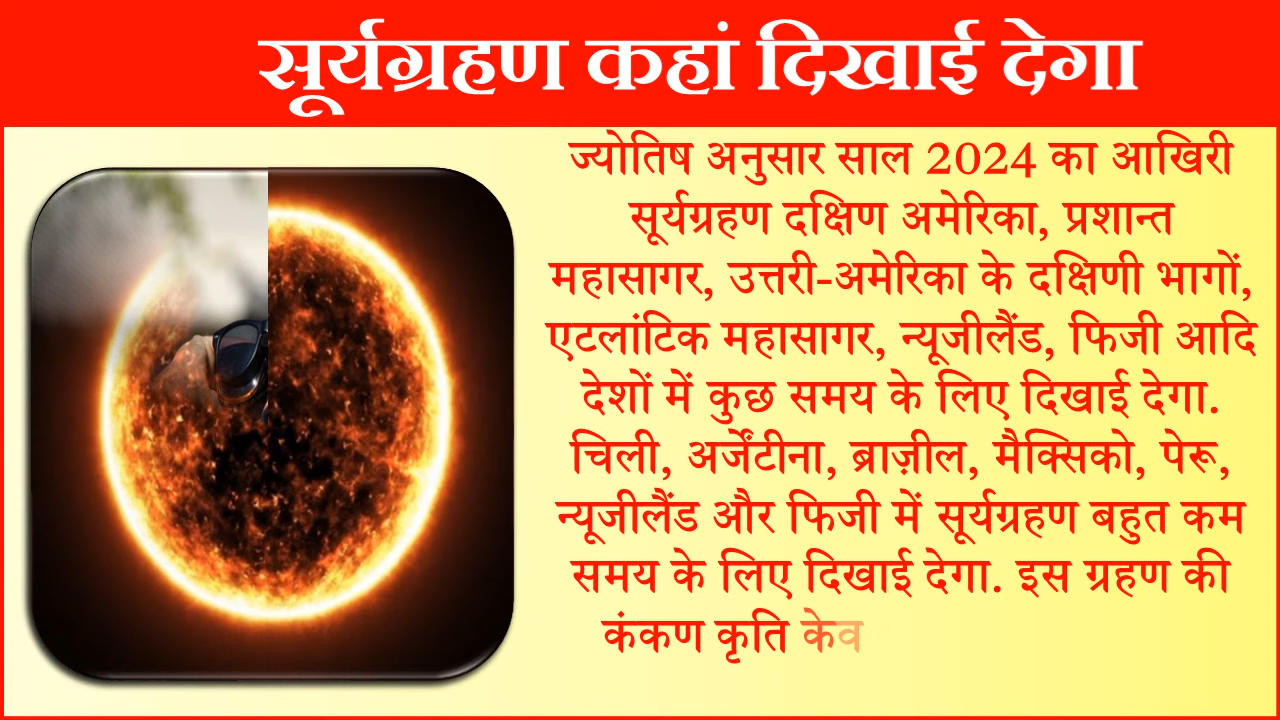 सूर्यग्रहण कहां दिखाई देगा
ज्योतिष अनुसार साल 2024 का आखिरी
सूर्यग्रहण दक्षिण अमेरिका, प्रशान्त
महासागर, उत्तरी-अमेरिका के दक्षिणी भागों,
एटलांटिक महासागर, न्यूजीलैंड, फिजी आदि
देशों में कुछ समय के लिए दिखाई देगा.
चिली, अर्जेंटीना, ब्राज़ील, मैक्सिको, पेरू,
न्यूजीलैंड और फिजी में सूर्यग्रहण बहुत कम
समय के लिए दिखाई देगा. इस ग्रहण की
कंकण कृति केव